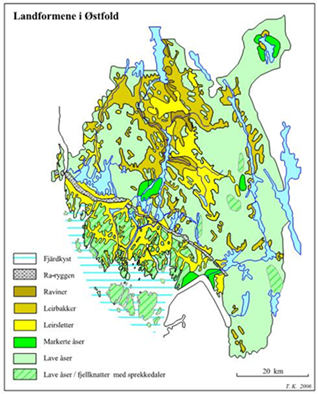 Landformene i Østfold
Fjärdkyst
Ra-ryggen
Raviner
Leirbakker
Leirsletter
Markerte åser
Lave åser
Lave åser / fjellknatter med sprekkedaler
20 km
T. K. 2006